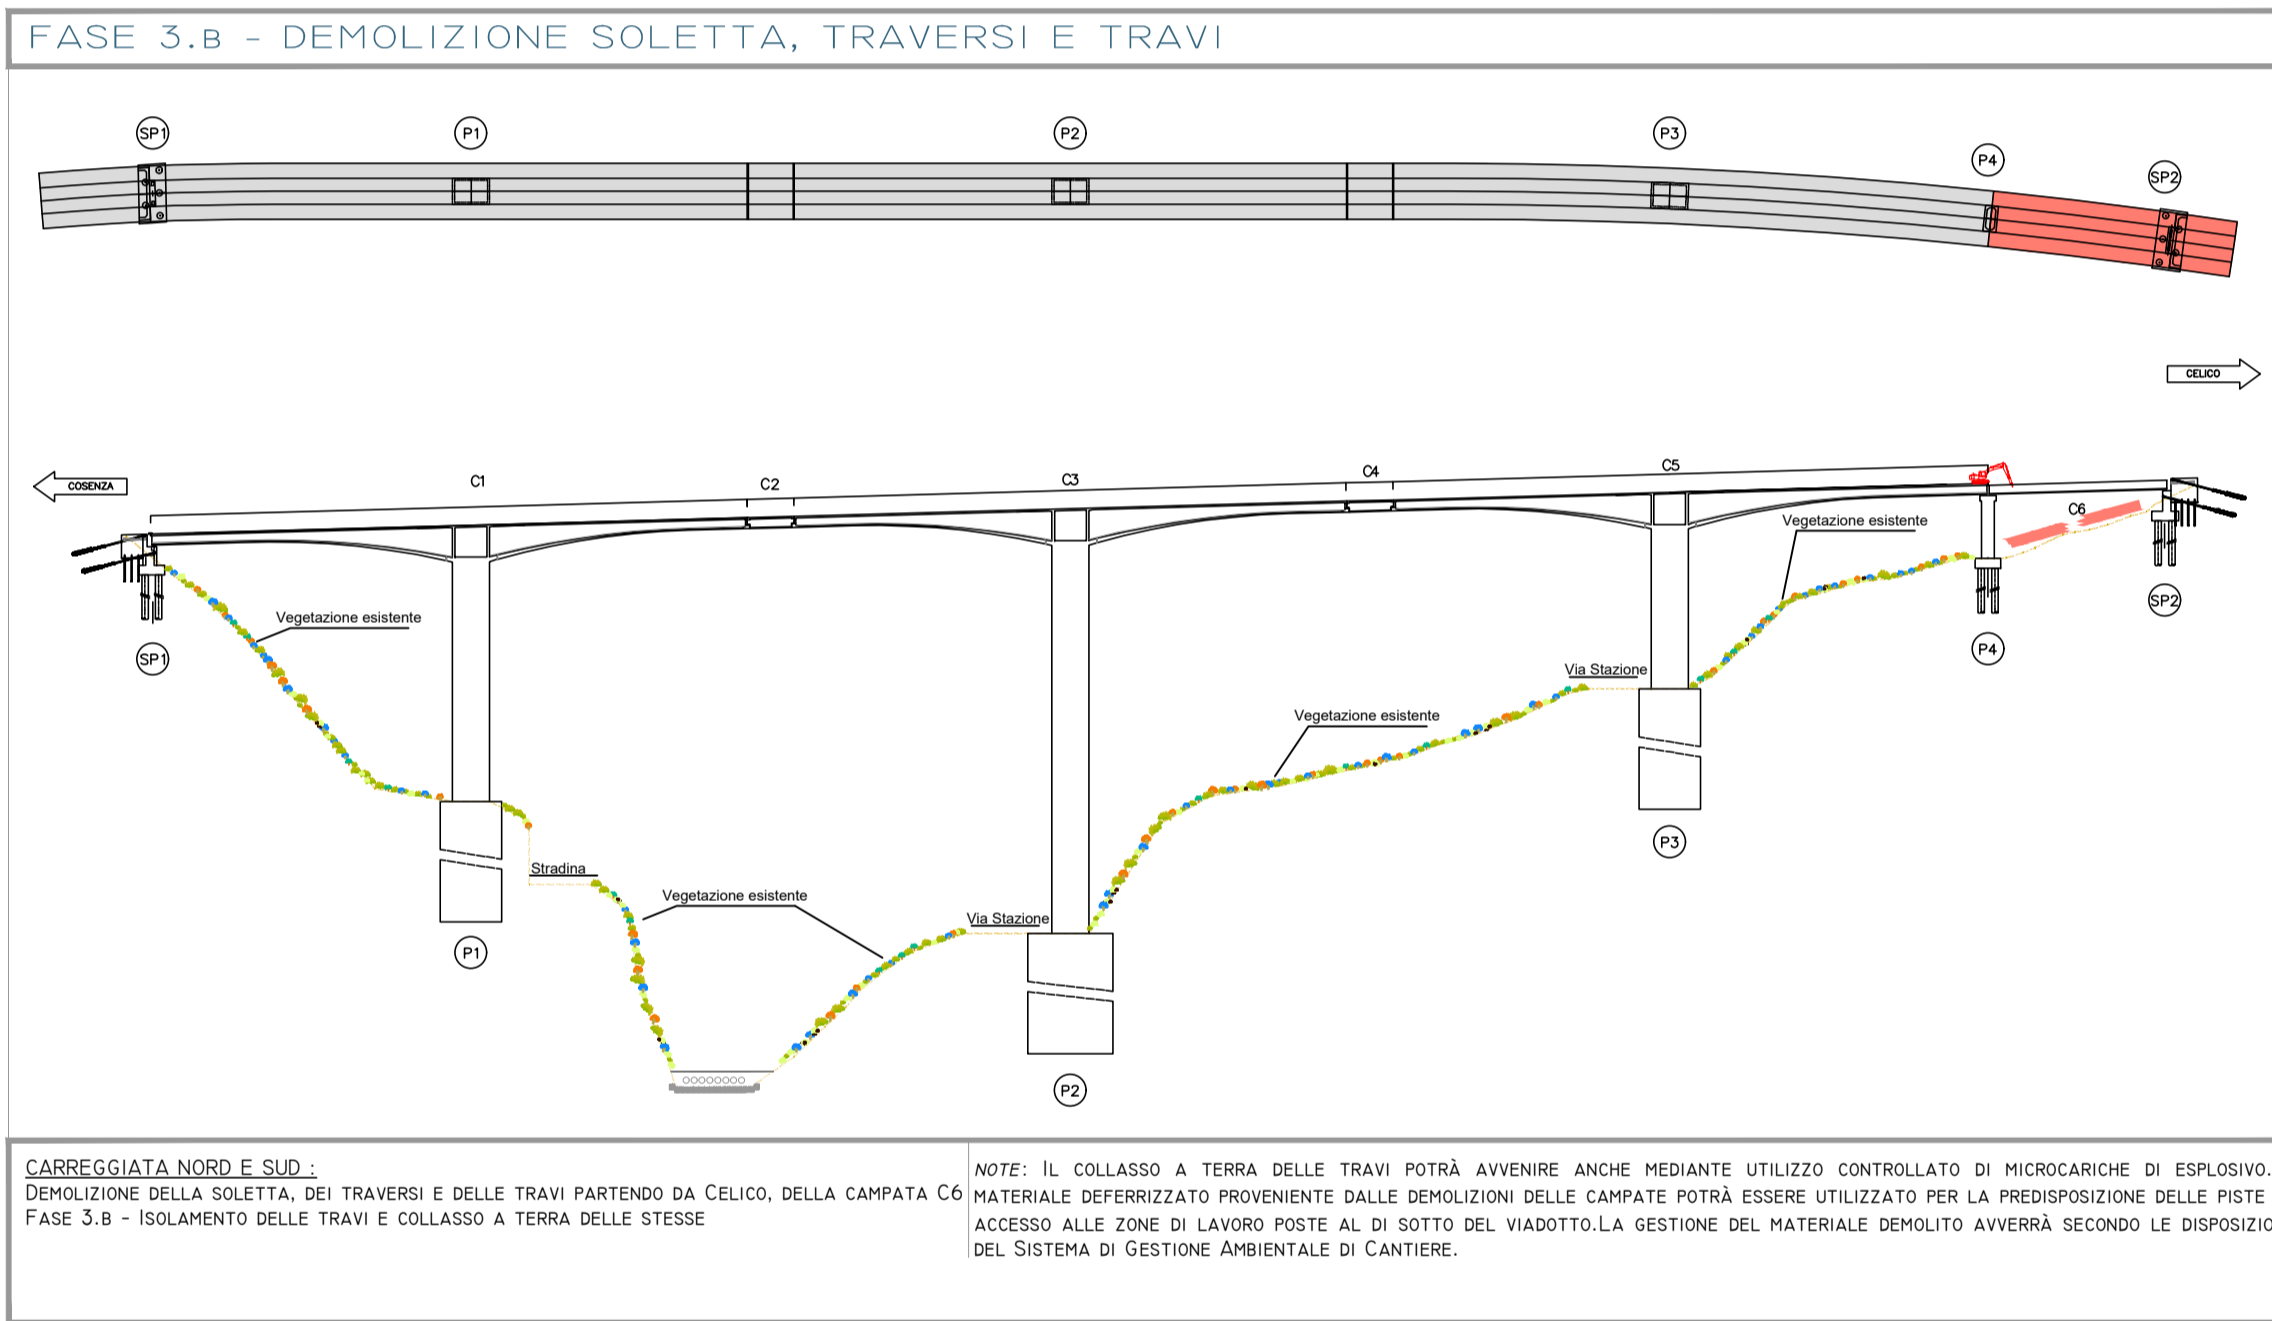 FASE 3.B - DEMOLIZIONE SOLETTA, TRAVERSI E TRAVI
SP1
P1
P2
P3
P4
SP2
CELICO
COSENZA
C1
C2
C3
C4
C5
C6
Vegetazione esistente
Vegetazione esistente
SP1
SP2
P4
Via Stazione
Vegetazione esistente
P3
Stradina
Vegetazione esistente
Via Stazione
P1
P2
CARREGGIATA NORD E SUD :
DEMOLIZIONE DELLA SOLETTA, DEI TRAVERSI E DELLE TRAVI PARTENDO DA CELICO, DELLA CAMPATA C6
FASE 3.B - ISOLAMENTO DELLE TRAVI E COLLASSO A TERRA DELLE STESSE
NOTE: IL COLLASSO A TERRA DELLE TRAVI POTRÀ AVVENIRE ANCHE MEDIANTE UTILIZZO CONTROLLATO DI MICROCARICHE DI ESPLOSIVO.
MATERIALE DEFERRIZZATO PROVENIENTE DALLE DEMOLIZIONI DELLE CAMPATE POTRÀ ESSERE UTILIZZATO PER LA PREDISPOSIZIONE DELLE PISTE
ACCESSO ALLE ZONE DI LAVORO POSTE AL DI SOTTO DEL VIADOTTO.LA GESTIONE DEL MATERIALE DEMOLITO AVVERRÀ SECONDO LE DISPOSIZIO
DEL SISTEMA DI GESTIONE AMBIENTALE DI CANTIERE.